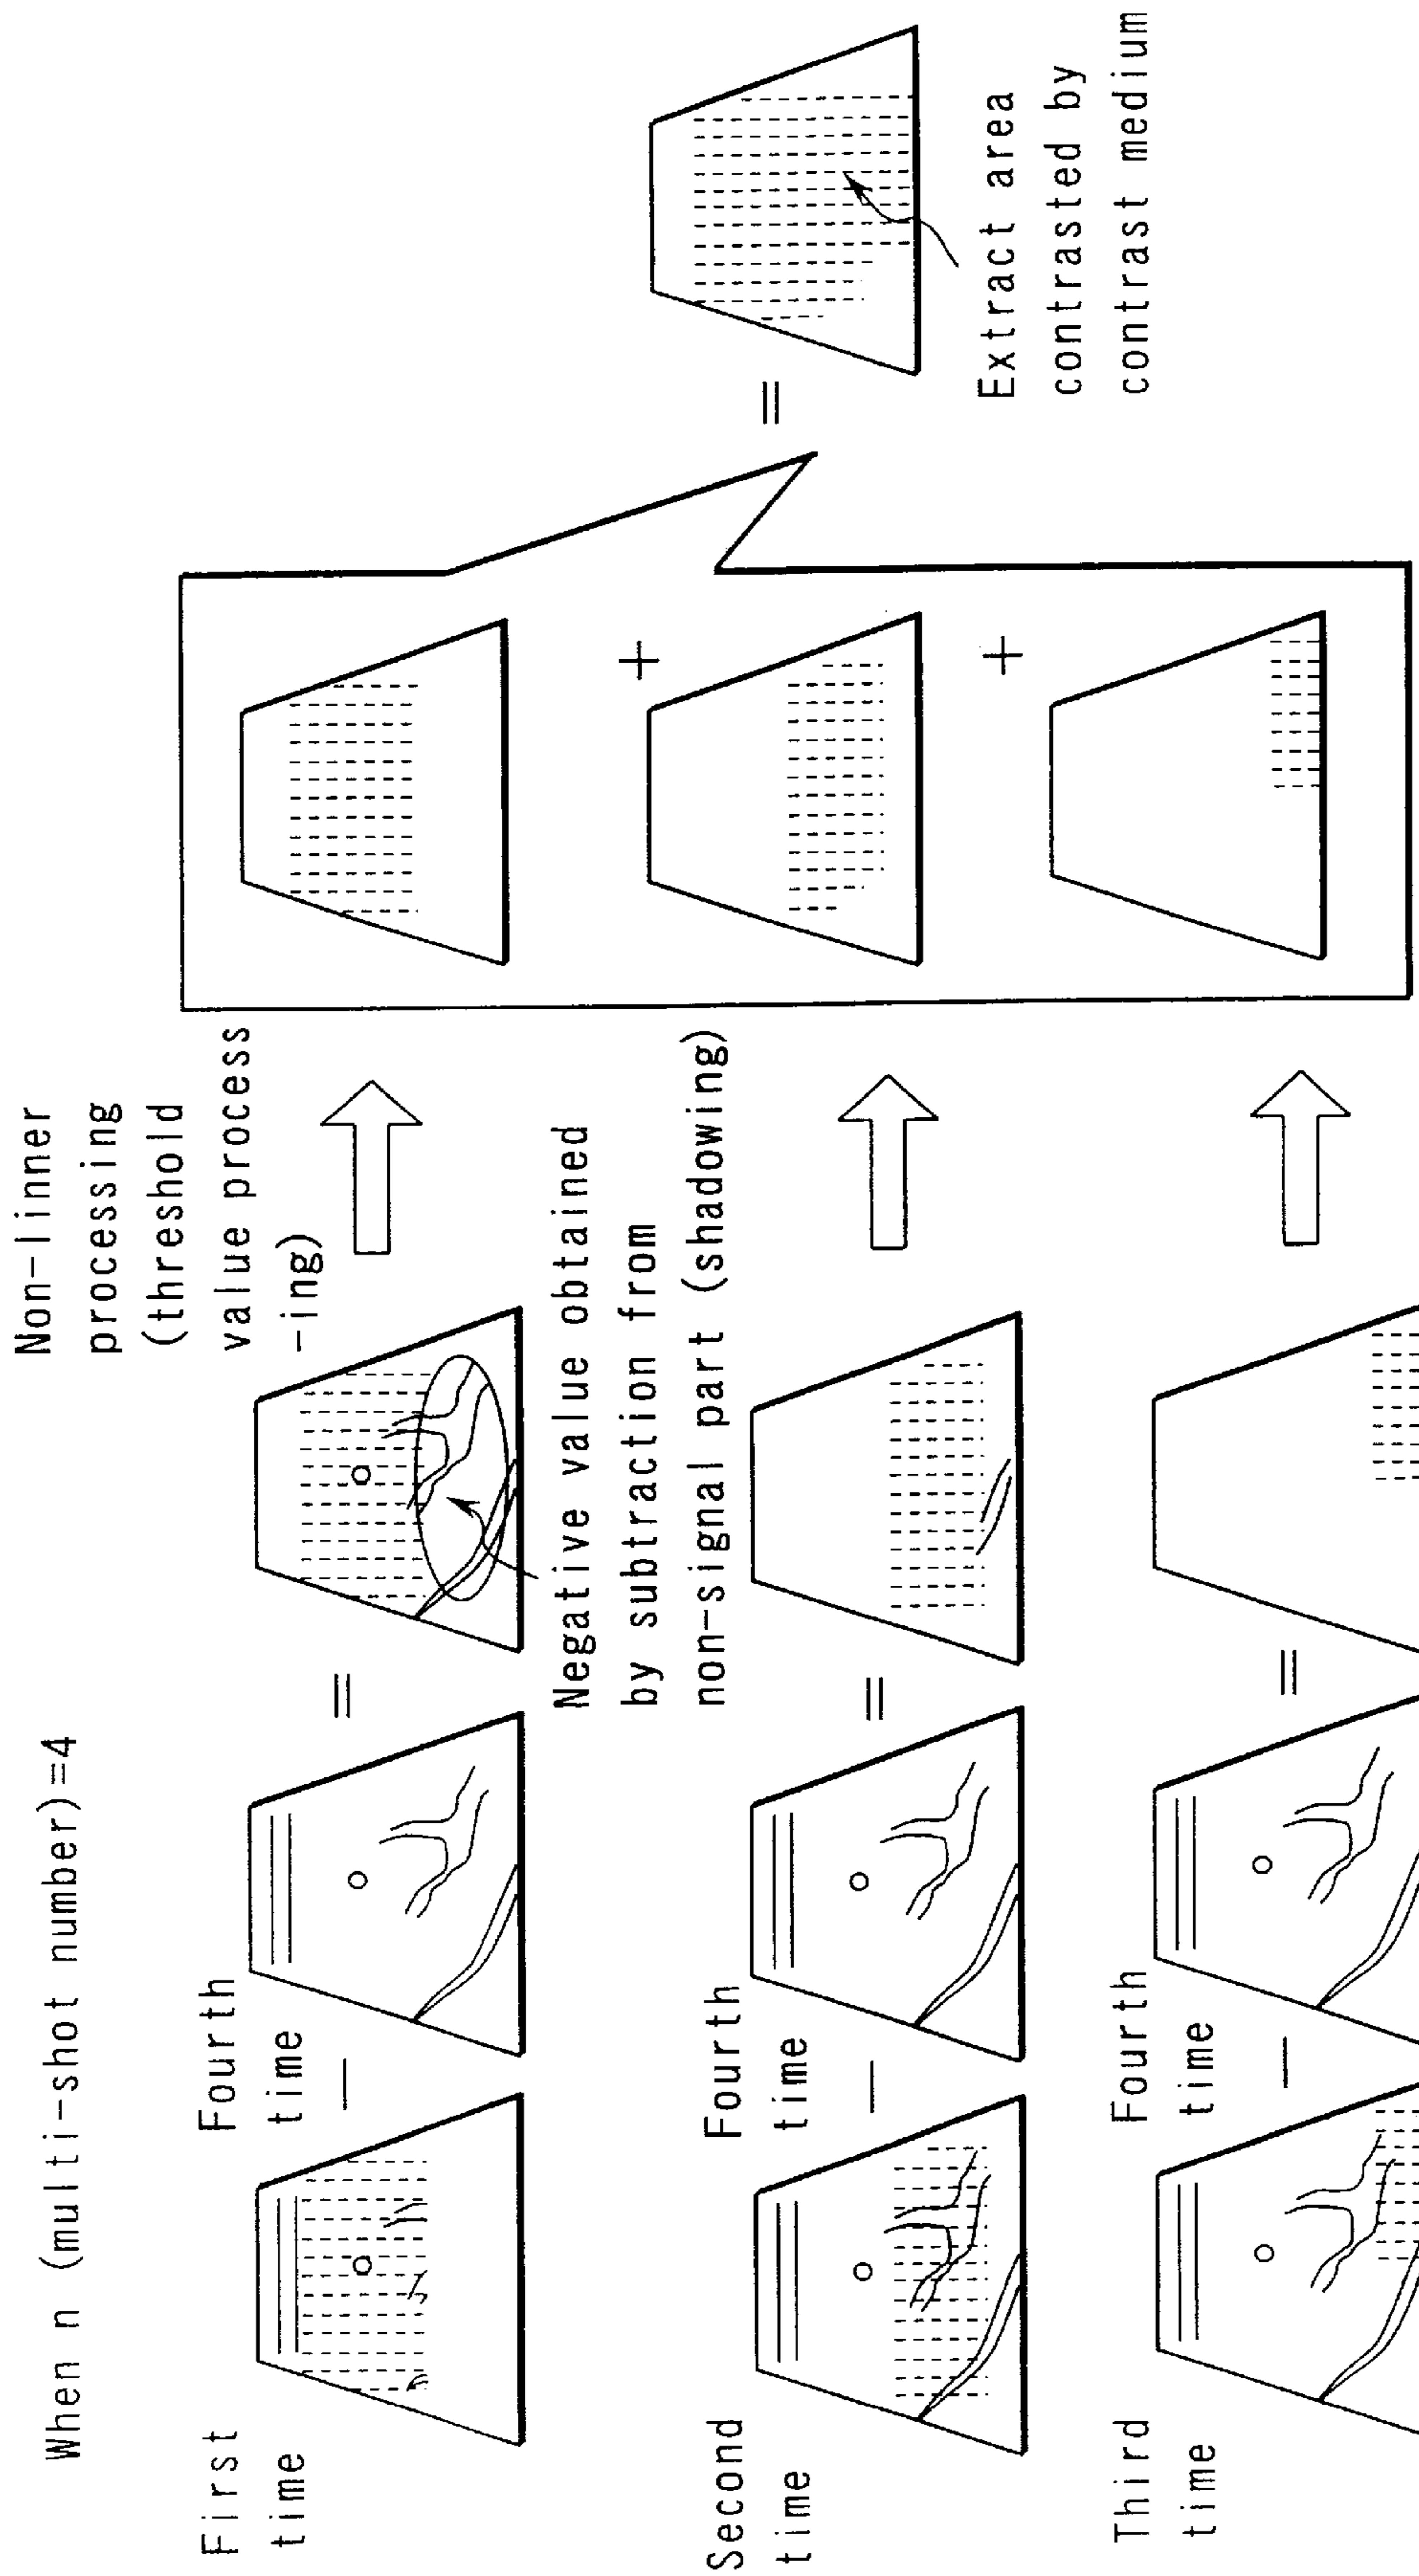 When n (multi-shot number)=4
First
time
—
Fourth
time
=
Non-linner
processing
(threshold
value process
-ing)
Negative value obtained
by subtraction from
non-signal part (shadowing)
Second
time
—
Fourth
time
=
Third
time
—
Fourth
time
=
+
+
=
Extract area
contrasted by
contrast medium